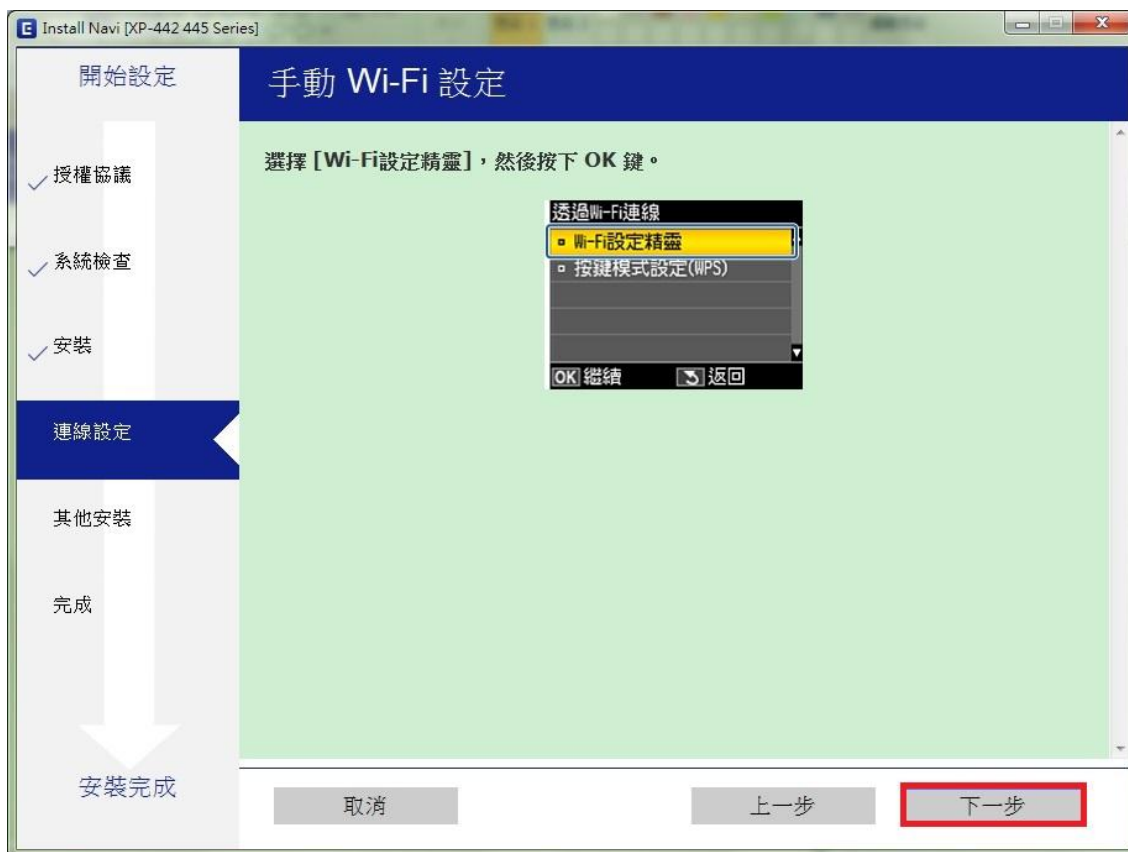 Install Navi [XP-442 445 Series]
開始設定
授權協議
系統檢查
安裝
連線設定
其他安裝
完成
安裝完成
手動 Wi-Fi 設定
選擇 [Wi-Fi設定精靈],然後按下 OK 鍵。
透過Wi-Fi連線
Wi-Fi設定精靈
按鍵模式設定(WPS)
OK 繼續 返回
取消 上一步 下一步